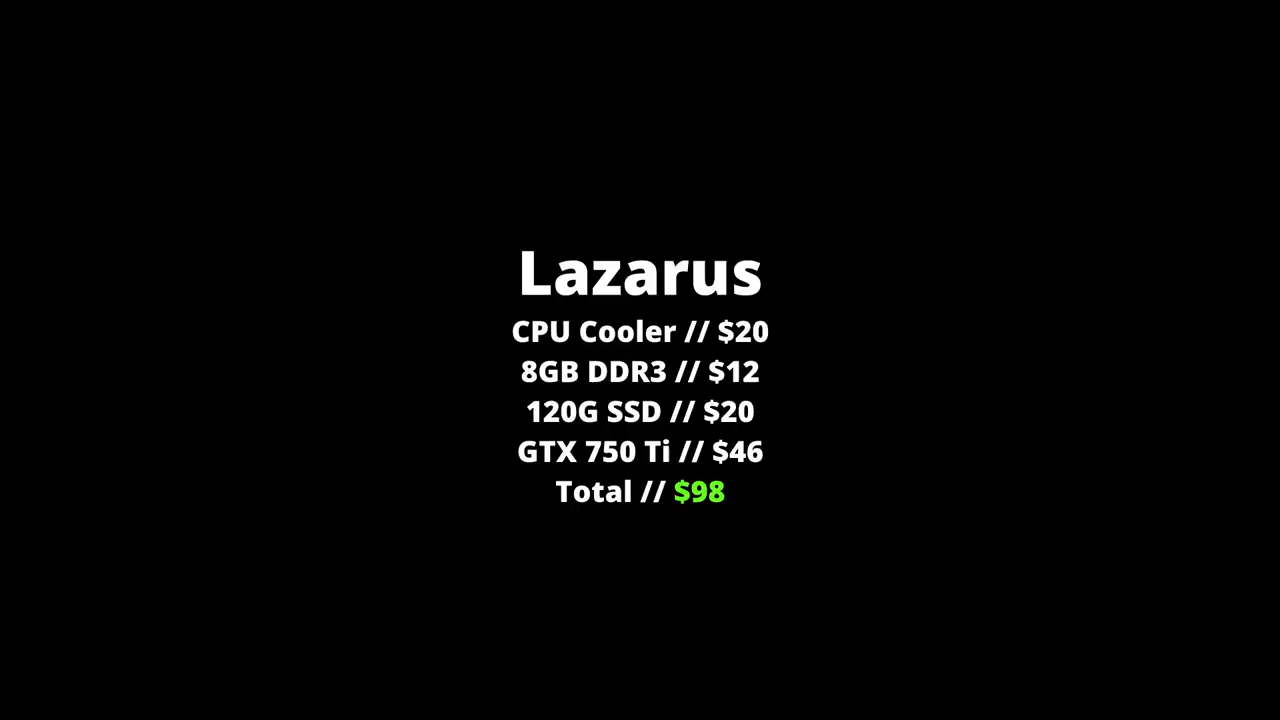 Lazarus
CPU Cooler // $20
8GB DDR3 // $12
120G SSD // $20
GTX 750 Ti // $46
Total // $98